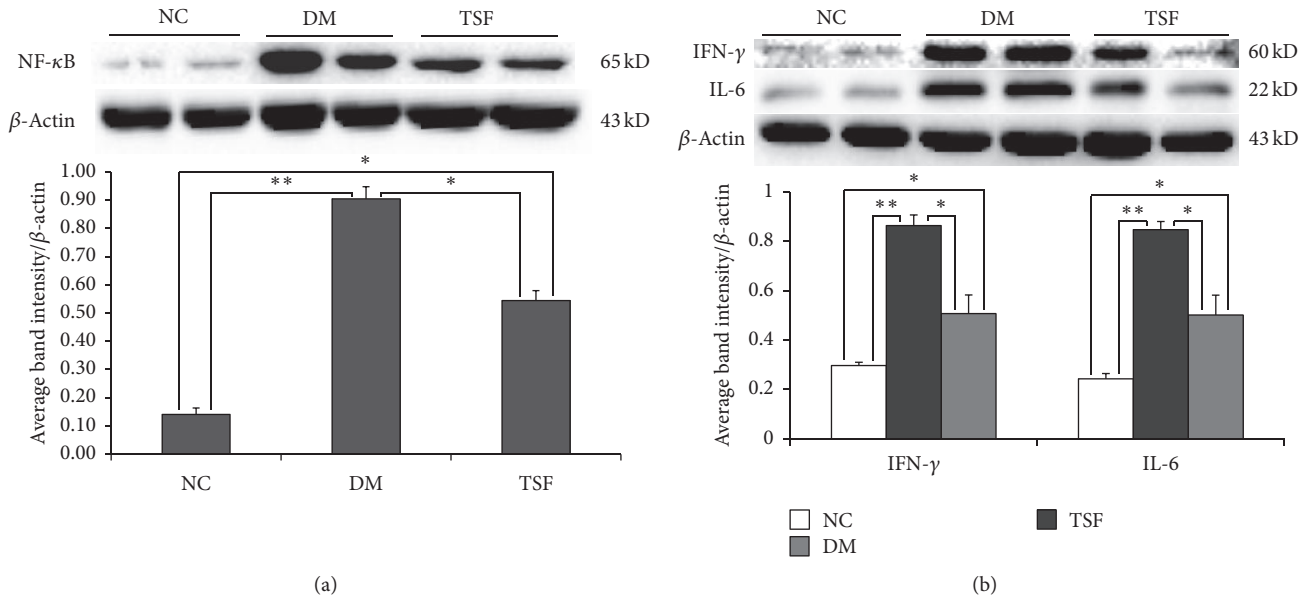 NC DM TSF
NF-κB 65 kD
β-Actin 43 kD
*
** *
1.00
0.90
0.80
0.70
0.60
0.50
0.40
0.30
0.20
0.10
0.00
Average band intensity/β-actin
NC DM TSF
(a)
NC DM TSF
IFN-γ 60 kD
IL-6 22 kD
β-Actin 43 kD
* *
** * ** *
1
0.8
0.6
0.4
0.2
0
Average band intensity/β-actin
IFN-γ IL-6
NC TSF
DM
(b)